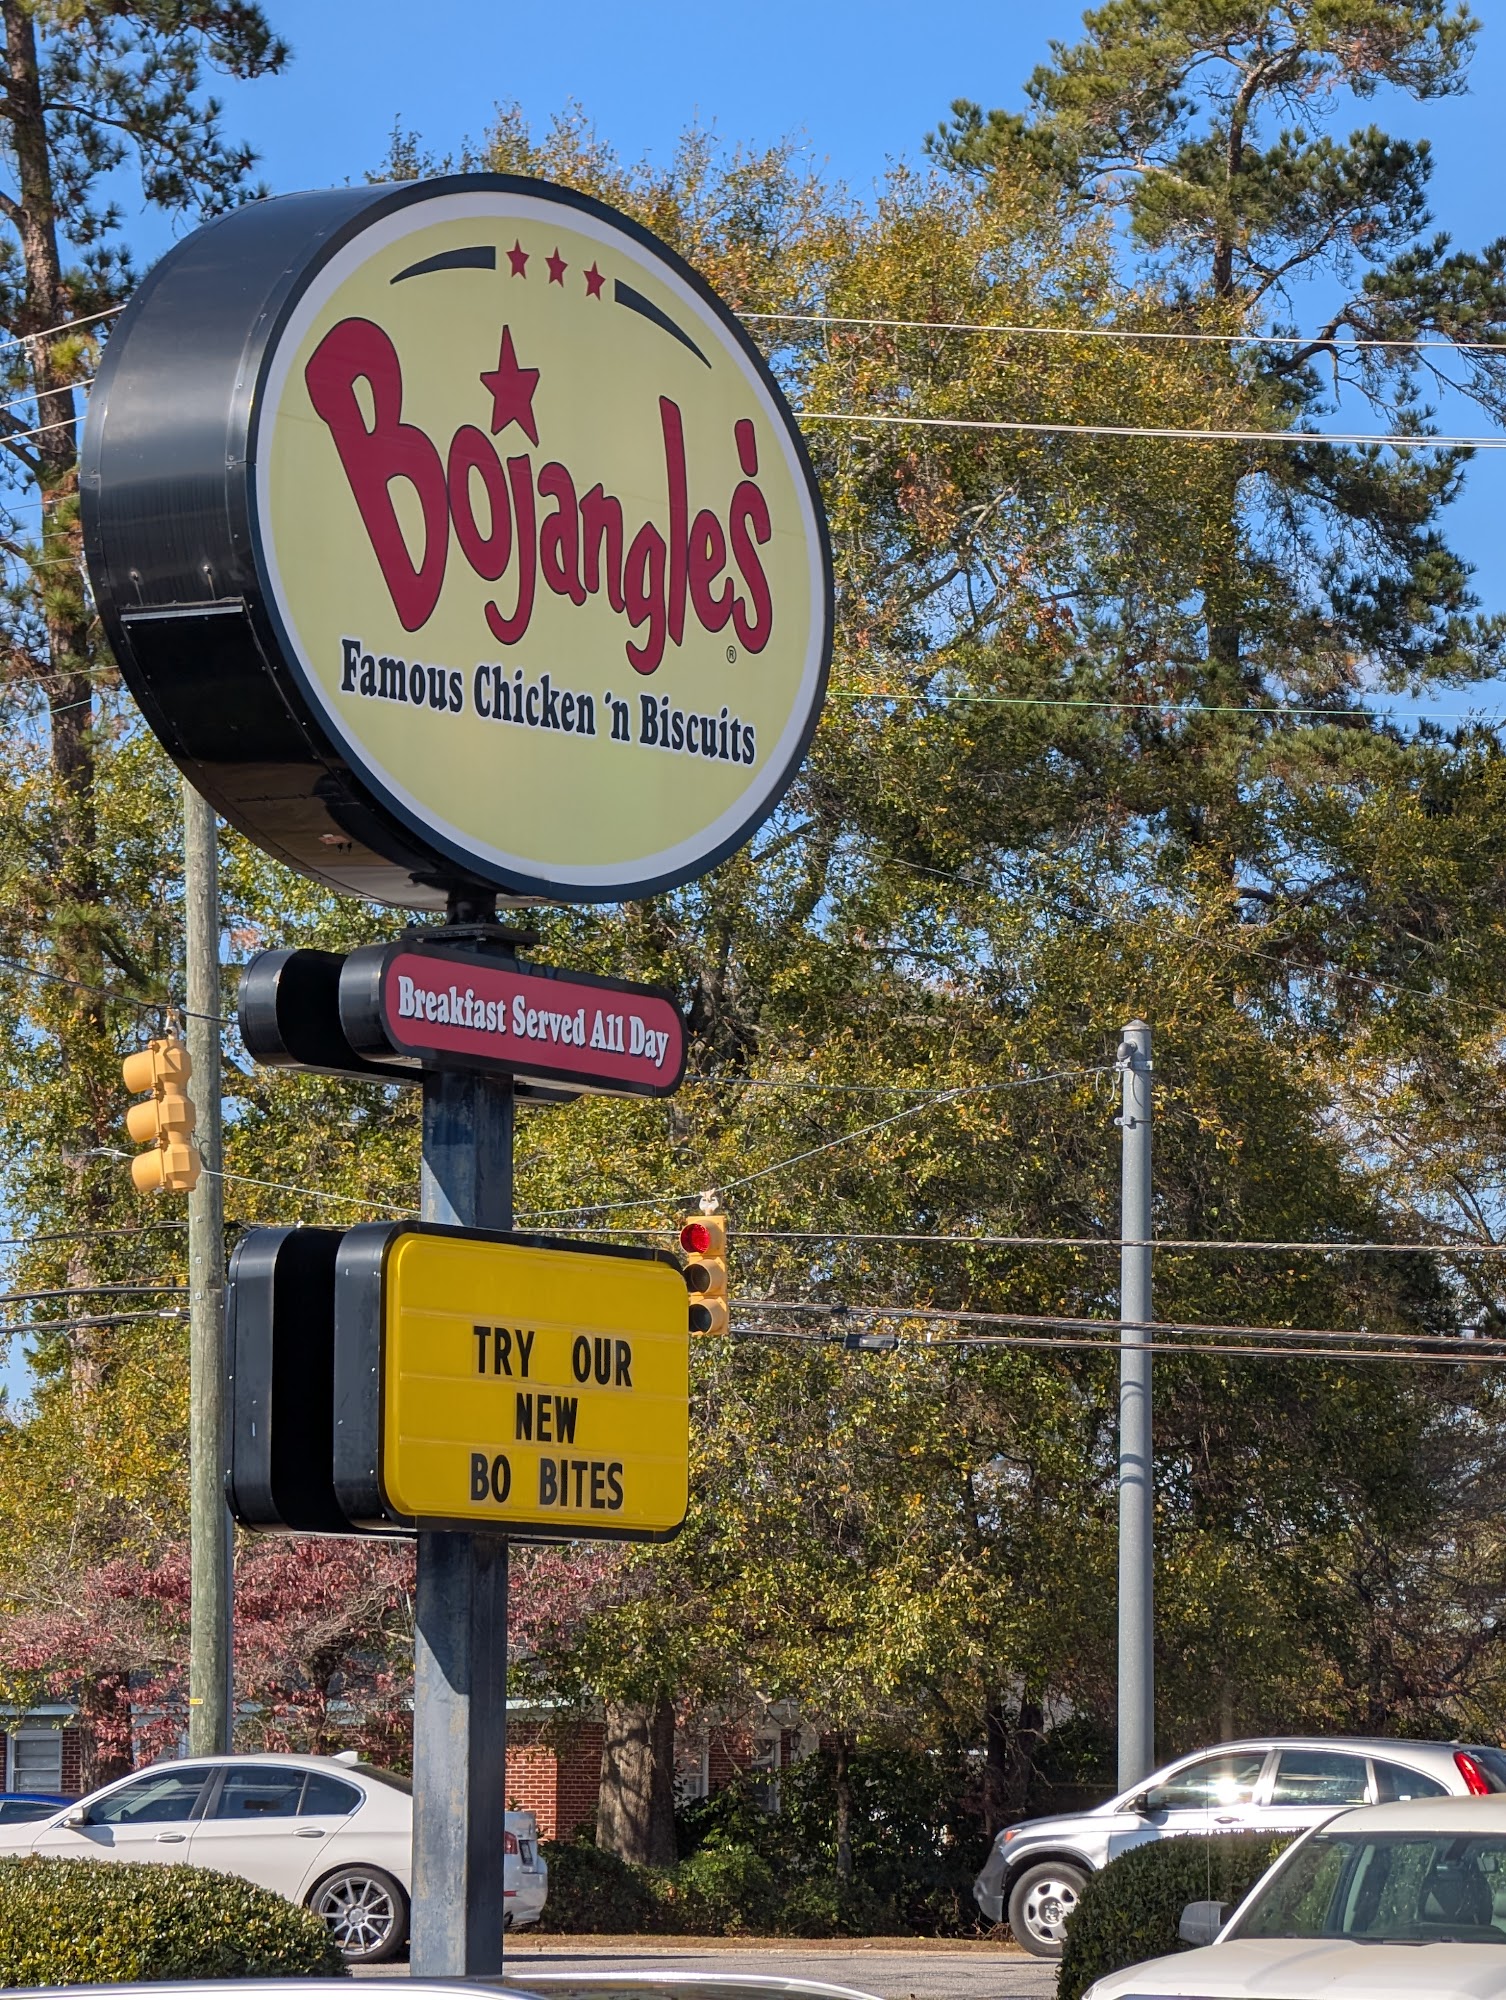 Bojangles'
®
Famous Chicken 'n Biscuits
Breakfast Served All Day
TRY OUR
NEW
BO BITES